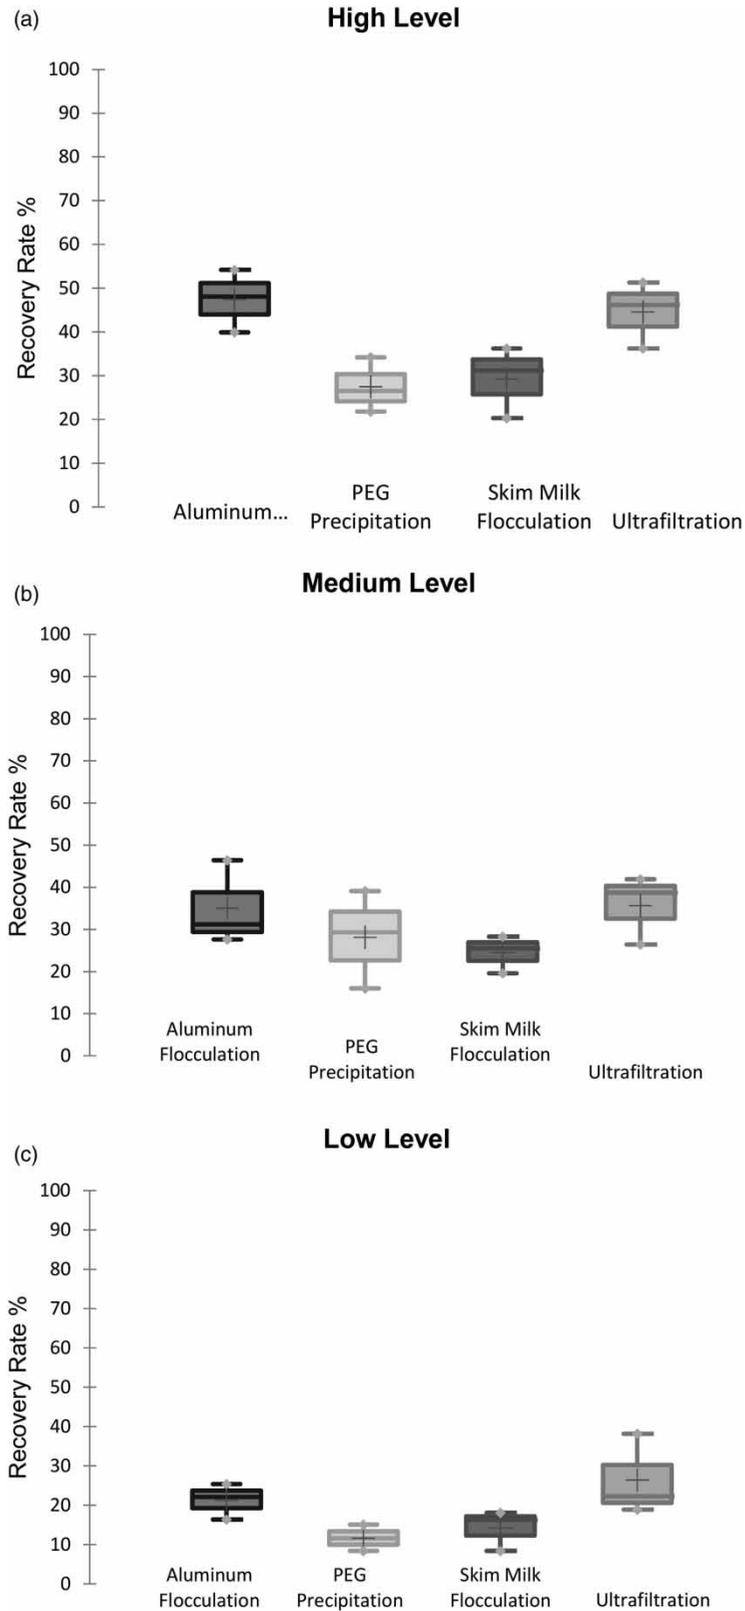 (a)
High Level
Recovery Rate %
100
90
80
70
60
50
40
30
20
10
0
Aluminum...
PEG
Precipitation
Skim Milk
Flocculation
Ultrafiltration
(b)
Medium Level
Recovery Rate %
100
90
80
70
60
50
40
30
20
10
0
Aluminum
Flocculation
PEG
Precipitation
Skim Milk
Flocculation
Ultrafiltration
(c)
Low Level
Recovery Rate %
100
90
80
70
60
50
40
30
20
10
0
Aluminum
Flocculation
PEG
Precipitation
Skim Milk
Flocculation
Ultrafiltration